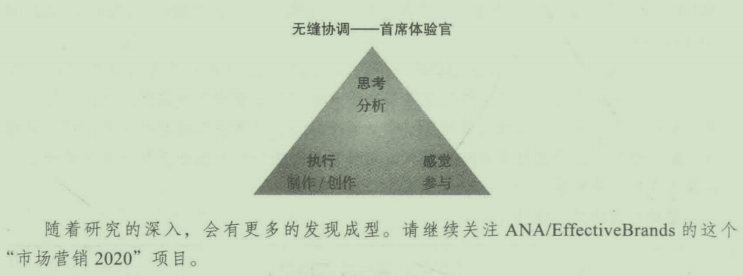 无缝协调——首席体验官
思考
分析
执行 感觉
制作/创作 参与
随着研究的深入，会有更多的发现成型。请继续关注 ANA/EffectiveBrands 的这个
“市场营销 2020”项目。